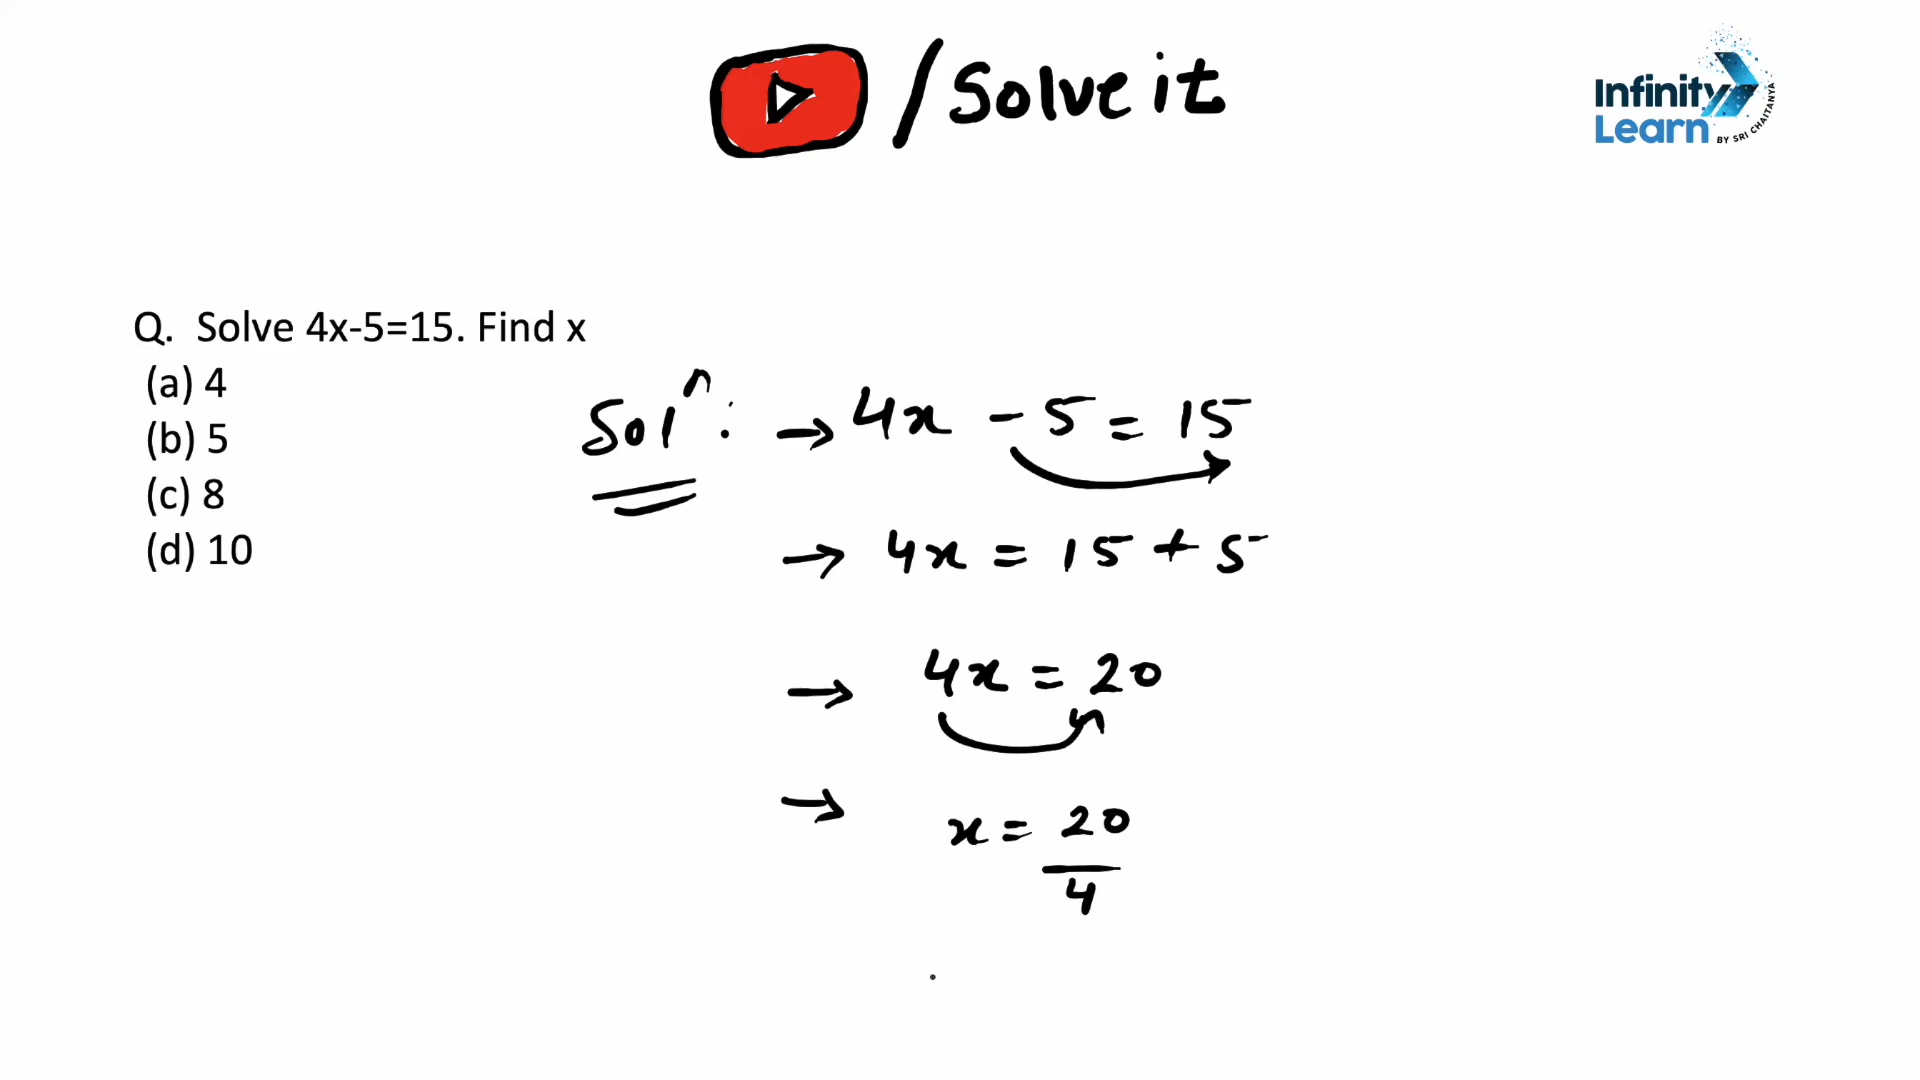 /Solve it
Infinity
Learn
BY SRI CHAITANYA
Q. Solve 4x-5=15. Find x
(a) 4
(b) 5
(c) 8
(d) 10
Solⁿ: → 4x - 5 = 15
→ 4x = 15 + 5
→ 4x = 20
→ x = 20
4